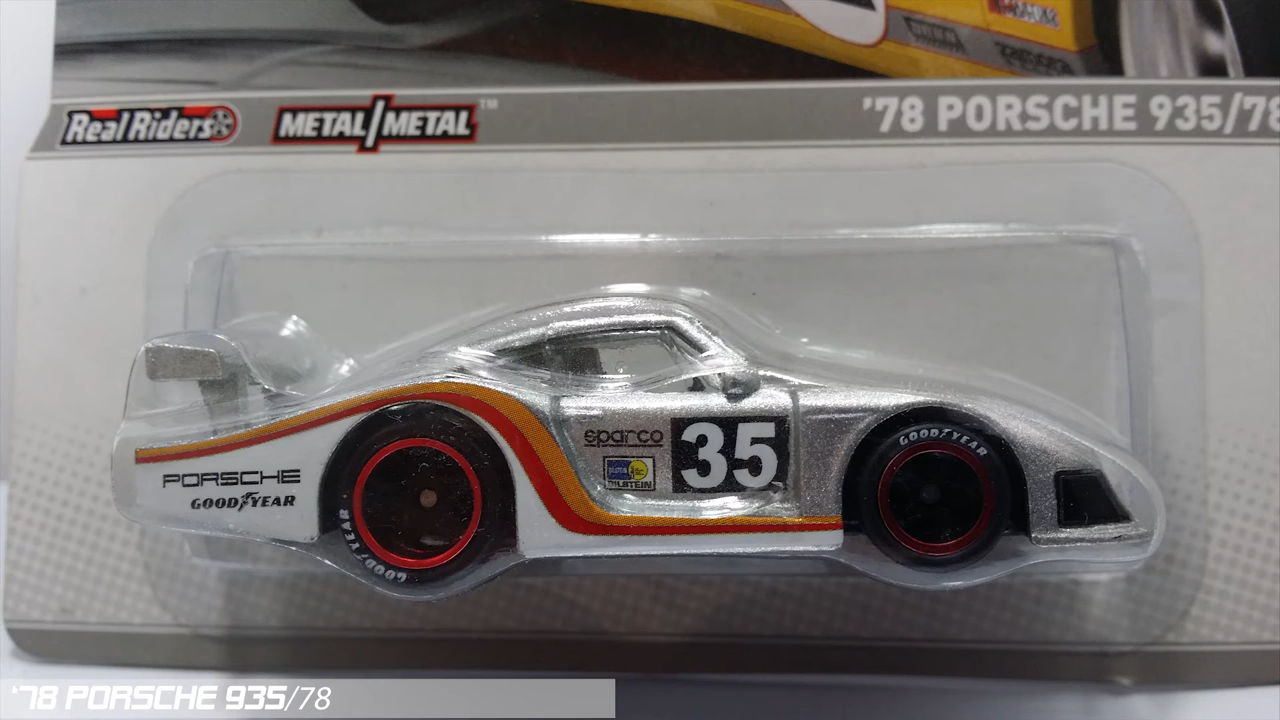 Real Riders
METAL/METAL™
'78 PORSCHE 935/78
sparco
35
BILSTEIN
PORSCHE
GOODYEAR
GOODYEAR
GOODYEAR
'78 PORSCHE 935/78